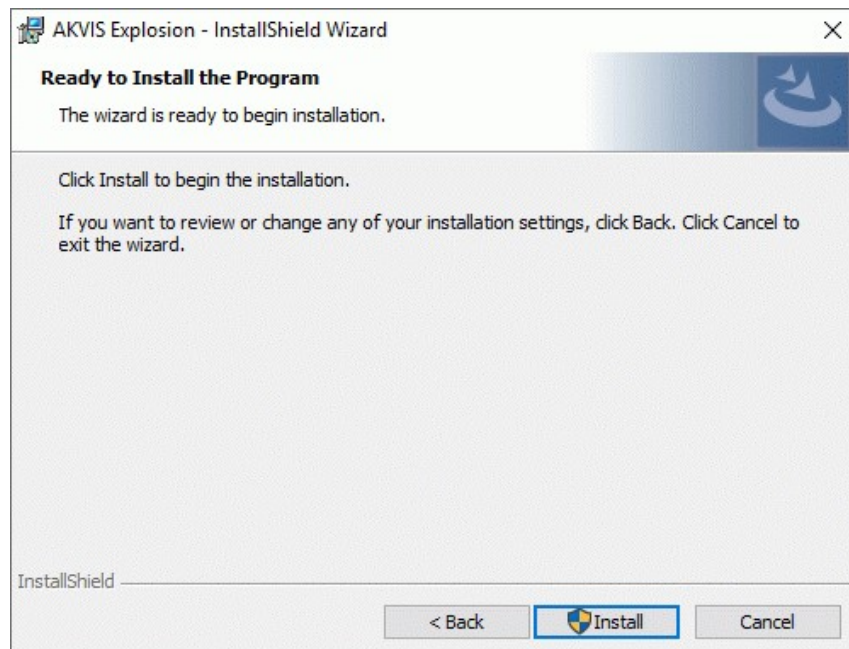 AKVIS Explosion - InstallShield Wizard
Ready to Install the Program
The wizard is ready to begin installation.
Click Install to begin the installation.
If you want to review or change any of your installation settings, click Back. Click Cancel to
exit the wizard.
InstallShield
< Back
Install
Cancel